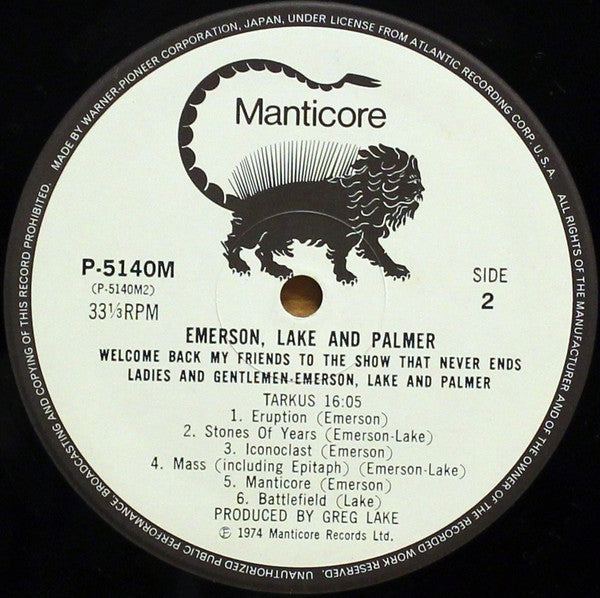 MADE BY WARNER-PIONEER CORPORATION, JAPAN, UNDER LICENSE FROM ATLANTIC RECORDING CORP. U.S.A. ALL RIGHTS OF THE MANUFACTURER AND OF THE OWNER OF THE RECORDED WORK RESERVED. UNAUTHORIZED PUBLIC PERFORMANCE, BROADCASTING AND COPYING OF THIS RECORD PROHIBITED.
Manticore
P-5140M
(P-5140M2)
33⅓RPM
SIDE
2
EMERSON, LAKE AND PALMER
WELCOME BACK MY FRIENDS TO THE SHOW THAT NEVER ENDS
LADIES AND GENTLEMEN-EMERSON, LAKE AND PALMER
TARKUS 16:05
1. Eruption (Emerson)
2. Stones Of Years (Emerson-Lake)
3. Iconoclast (Emerson)
4. Mass (including Epitaph) (Emerson-Lake)
5. Manticore (Emerson)
6. Battlefield (Lake)
PRODUCED BY GREG LAKE
℗ 1974 Manticore Records Ltd.